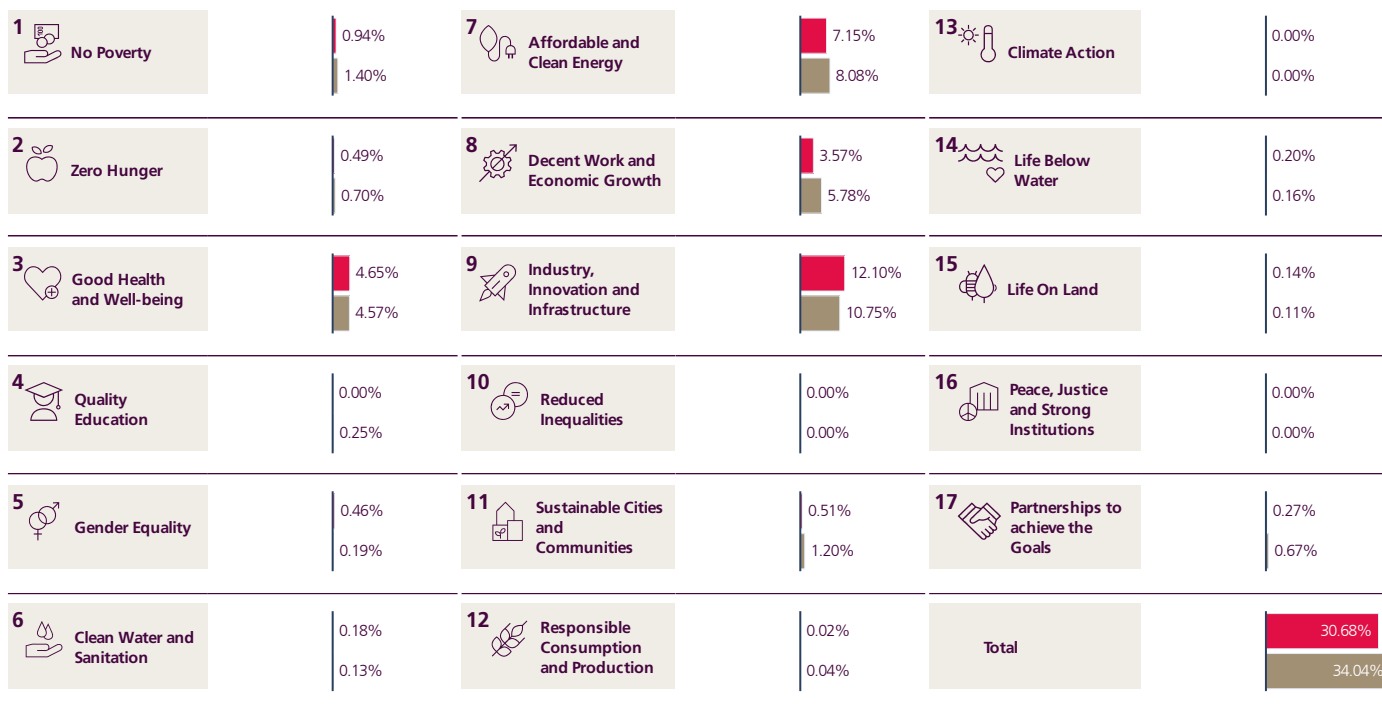 1
No Poverty
0.94%
1.40%
2
Zero Hunger
0.49%
0.70%
3
Good Health
and Well-being
4.65%
4.57%
4
Quality
Education
0.00%
0.25%
5
Gender Equality
0.46%
0.19%
6
Clean Water and
Sanitation
0.18%
0.13%
7
Affordable and
Clean Energy
7.15%
8.08%
8
Decent Work and
Economic Growth
3.57%
5.78%
9
Industry,
Innovation and
Infrastructure
12.10%
10.75%
10
Reduced
Inequalities
0.00%
0.00%
11
Sustainable Cities
and
Communities
0.51%
1.20%
12
Responsible
Consumption
and Production
0.02%
0.04%
13
Climate Action
0.00%
0.00%
14
Life Below
Water
0.20%
0.16%
15
Life On Land
0.14%
0.11%
16
Peace, Justice
and Strong
Institutions
0.00%
0.00%
17
Partnerships to
achieve the
Goals
0.27%
0.67%
Total
30.68%
34.04%